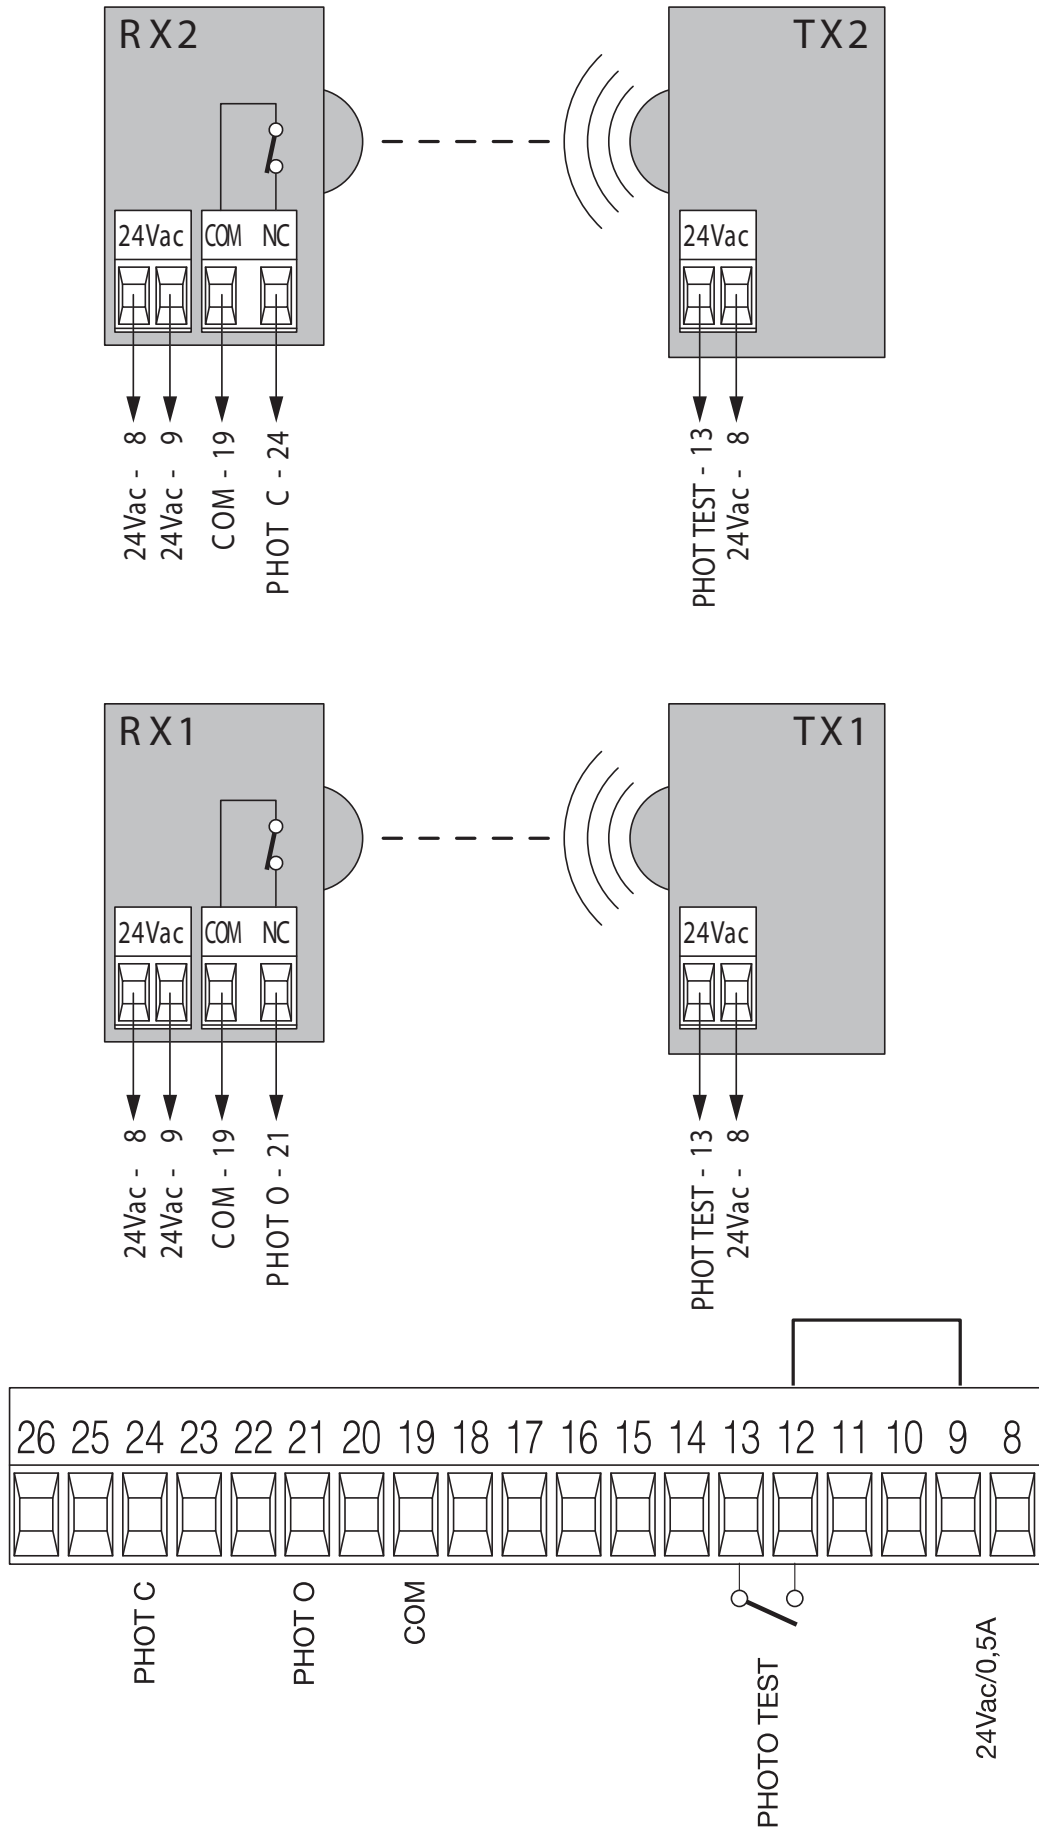 RX2
TX2
24Vac
COM NC
24Vac
24Vac - 8
24Vac - 9
COM - 19
PHOT C - 24
PHOT TEST - 13
24Vac - 8
RX1
TX1
24Vac
COM NC
24Vac
24Vac - 8
24Vac - 9
COM - 19
PHOT O - 21
PHOT TEST - 13
24Vac - 8
26 25 24 23 22 21 20 19 18 17 16 15 14 13 12 11 10 9 8
PHOT C
PHOT O
COM
PHOTO TEST
24Vac/0,5A